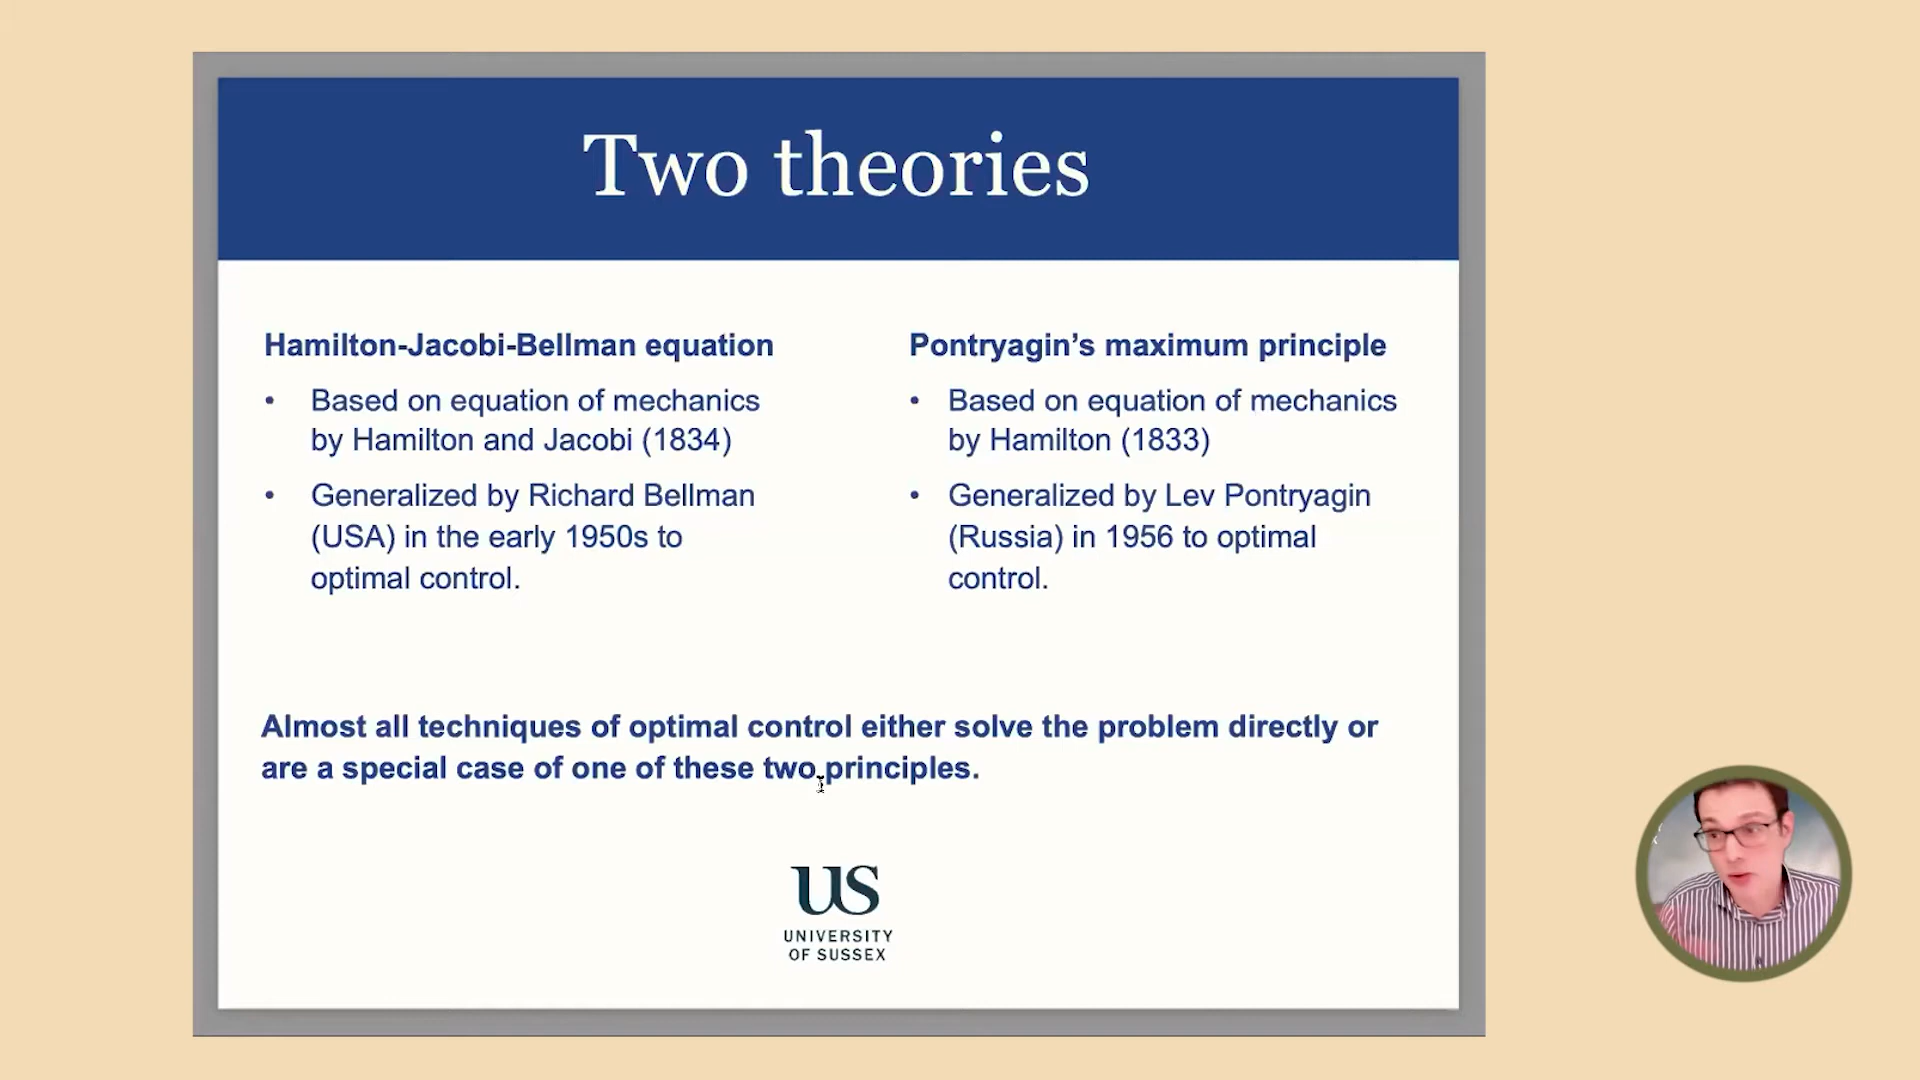 Two theories
Hamilton-Jacobi-Bellman equation
• Based on equation of mechanics
by Hamilton and Jacobi (1834)
• Generalized by Richard Bellman
(USA) in the early 1950s to
optimal control.
Pontryagin’s maximum principle
• Based on equation of mechanics
by Hamilton (1833)
• Generalized by Lev Pontryagin
(Russia) in 1956 to optimal
control.
Almost all techniques of optimal control either solve the problem directly or
are a special case of one of these two principles.
US
UNIVERSITY
OF SUSSEX